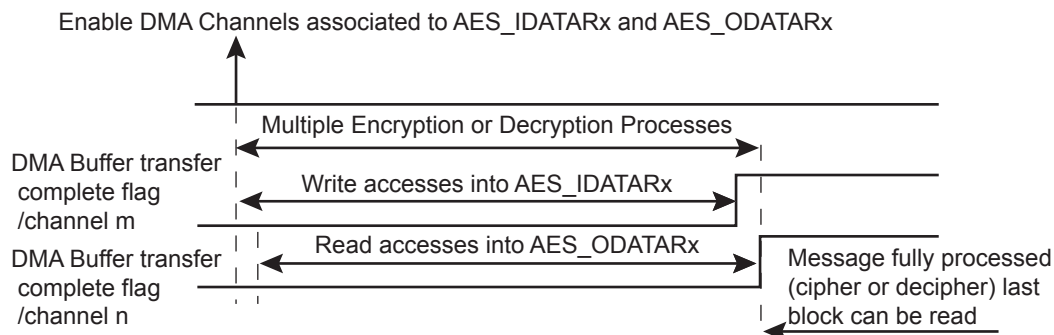 Enable DMA Channels associated to AES_IDATARx and AES_ODATARx
Multiple Encryption or Decryption Processes
DMA Buffer transfer
complete flag
/channel m
Write accesses into AES_IDATARx
DMA Buffer transfer
complete flag
/channel n
Read accesses into AES_ODATARx
Message fully processed
(cipher or decipher) last
block can be read